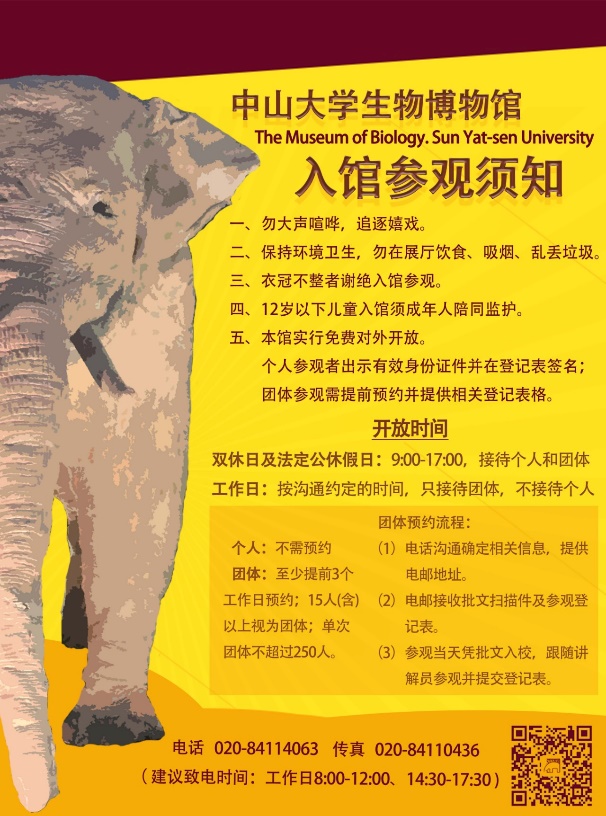 中山大学生物博物馆
The Museum of Biology. Sun Yat-sen University
入馆参观须知
一、勿大声喧哗，追逐嬉戏。
二、保持环境卫生，勿在展厅饮食、吸烟、乱丢垃圾。
三、衣冠不整者谢绝入馆参观。
四、12岁以下儿童入馆须成年人陪同监护。
五、本馆实行免费对外开放。
个人参观者出示有效身份证件并在登记表签名；
团体参观需提前预约并提供相关登记表格。
开放时间
双休日及法定公休假日：9:00-17:00，接待个人和团体
工作日：按沟通约定的时间，只接待团体，不接待个人
个人：不需预约
团体：至少提前3个
工作日预约；15人(含)
以上视为团体；单次
团体不超过250人。
团体预约流程：
（1）电话沟通确定相关信息，提供
电邮地址。
（2）电邮接收批文扫描件及参观登
记表。
（3）参观当天凭批文入校，跟随讲
解员参观并提交登记表。
电话 020-84114063 传真 020-84110436
（建议致电时间：工作日8:00-12:00、14:30-17:30）